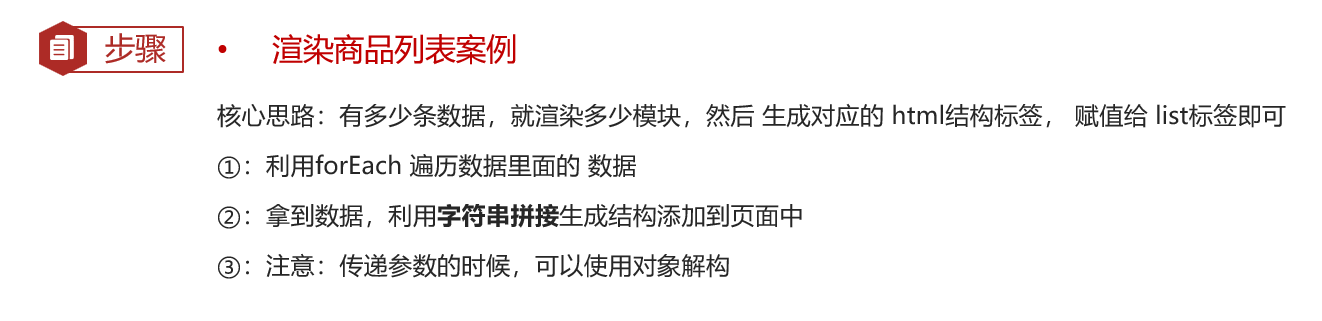 步骤 • 渲染商品列表案例
核心思路：有多少条数据，就渲染多少模块，然后 生成对应的 html结构标签， 赋值给 list标签即可
①：利用forEach 遍历数据里面的 数据
②：拿到数据，利用字符串拼接生成结构添加到页面中
③：注意：传递参数的时候，可以使用对象解构